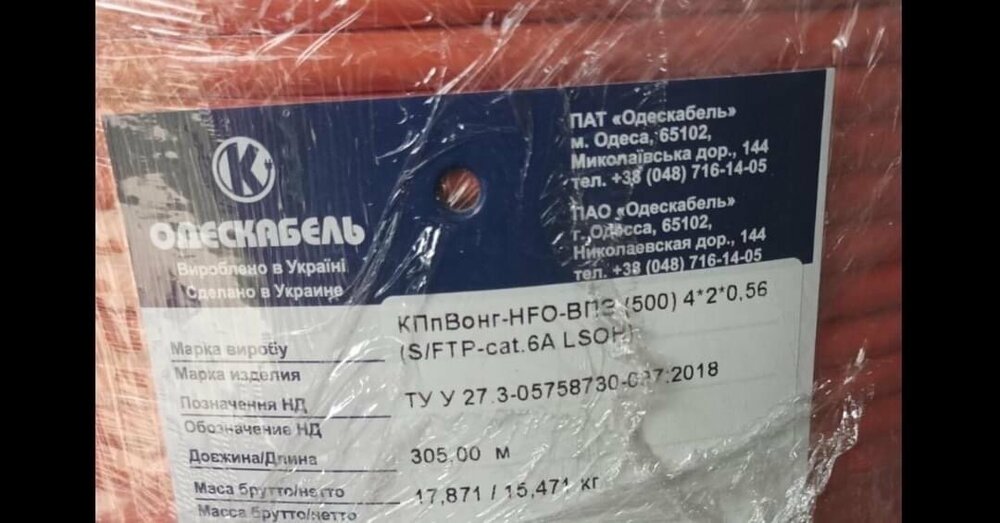 ОДЕСКАБЕЛЬ
Вироблено в Україні
Сделано в Украине
ПАТ «Одескабель»
м. Одеса, 65102,
Миколаївська дор., 144
тел. +38 (048) 716-14-05
ПАО «Одескабель»
г. Одесса, 65102,
Николаевская дор., 144
тел. +38 (048) 716-14-05
Марка виробу
Марка изделия
КПпВонг-HFO-ВПЭ (500) 4*2*0,56
(S/FTP-cat.6A LSOH)
Позначення НД
Обозначение НД
ТУ У 27.3-05758730-047:2018
Довжина/Длина
305.00 м
Маса брутто/нетто
Масса брутто/нетто
17,871 / 15,471 кг